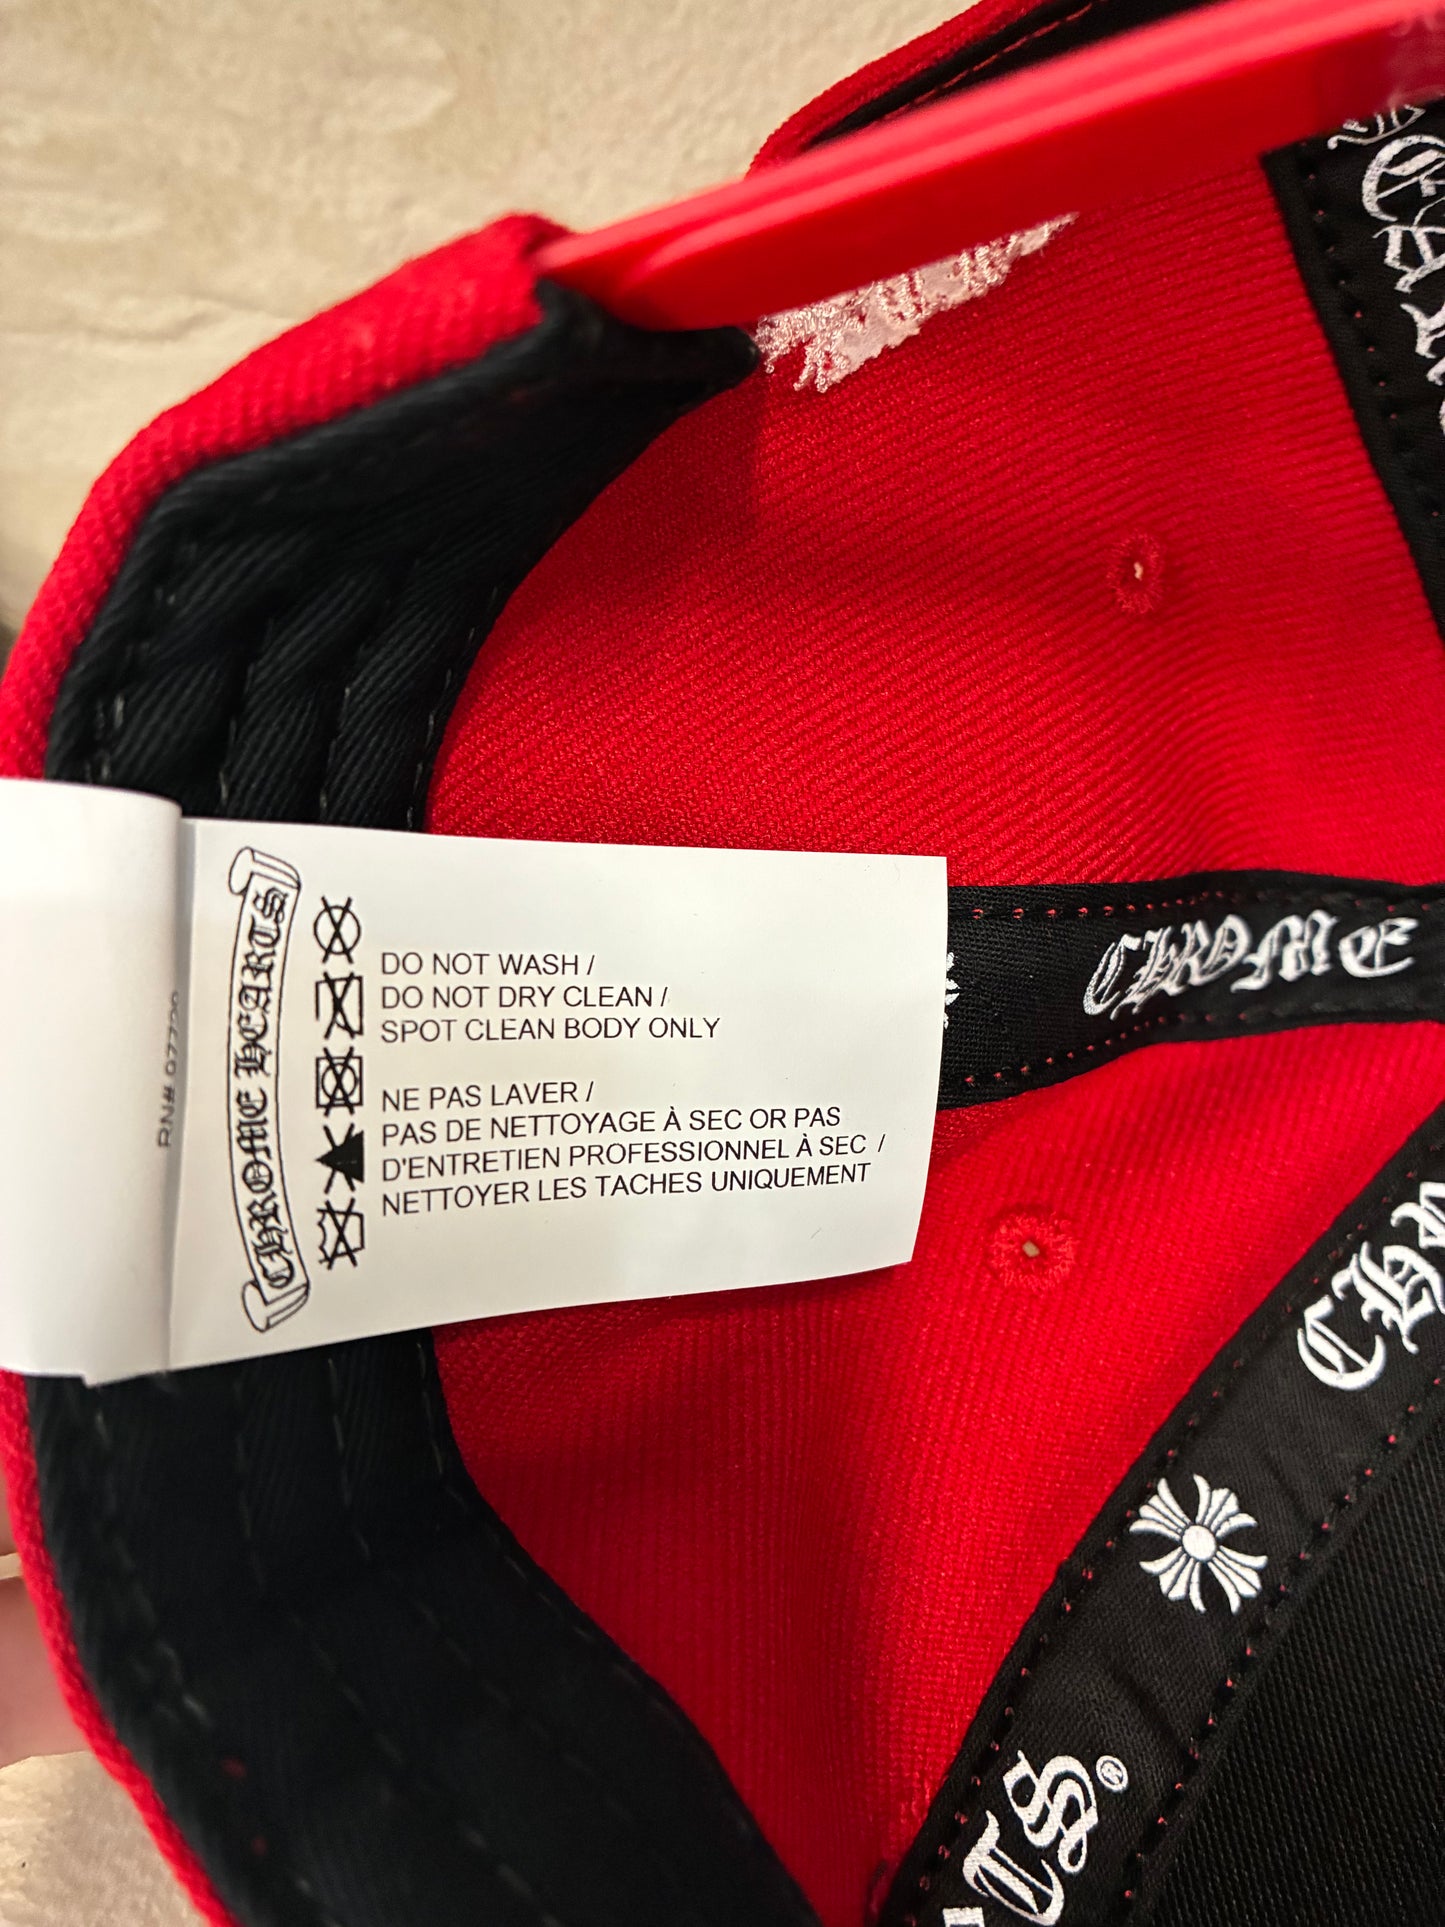 CHROME HEARTS
DO NOT WASH /
DO NOT DRY CLEAN /
SPOT CLEAN BODY ONLY
NE PAS LAVER /
PAS DE NETTOYAGE À SEC OR PAS
D'ENTRETIEN PROFESSIONNEL À SEC /
NETTOYER LES TACHES UNIQUEMENT
RN#
CHROME